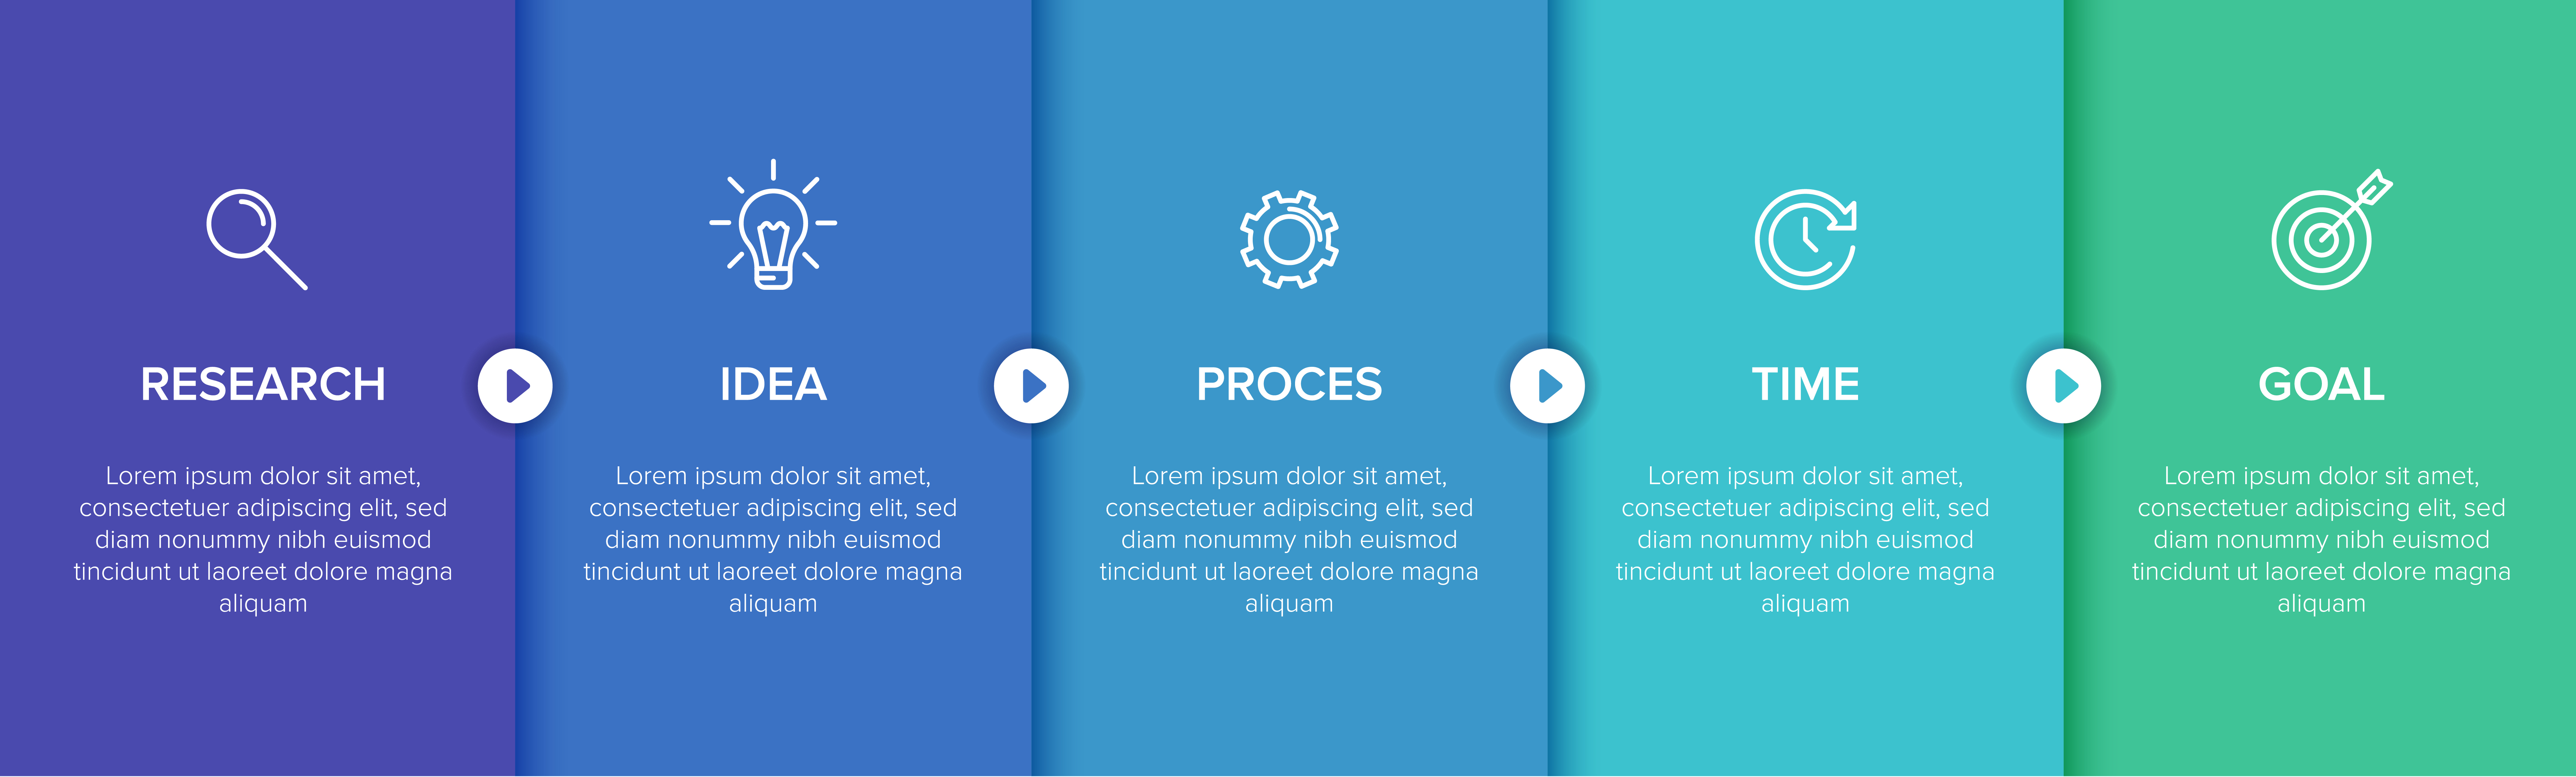 RESEARCH
Lorem ipsum dolor sit amet,
consectetuer adipiscing elit, sed
diam nonummy nibh euismod
tincidunt ut laoreet dolore magna
aliquam
IDEA
Lorem ipsum dolor sit amet,
consectetuer adipiscing elit, sed
diam nonummy nibh euismod
tincidunt ut laoreet dolore magna
aliquam
PROCES
Lorem ipsum dolor sit amet,
consectetuer adipiscing elit, sed
diam nonummy nibh euismod
tincidunt ut laoreet dolore magna
aliquam
TIME
Lorem ipsum dolor sit amet,
consectetuer adipiscing elit, sed
diam nonummy nibh euismod
tincidunt ut laoreet dolore magna
aliquam
GOAL
Lorem ipsum dolor sit amet,
consectetuer adipiscing elit, sed
diam nonummy nibh euismod
tincidunt ut laoreet dolore magna
aliquam